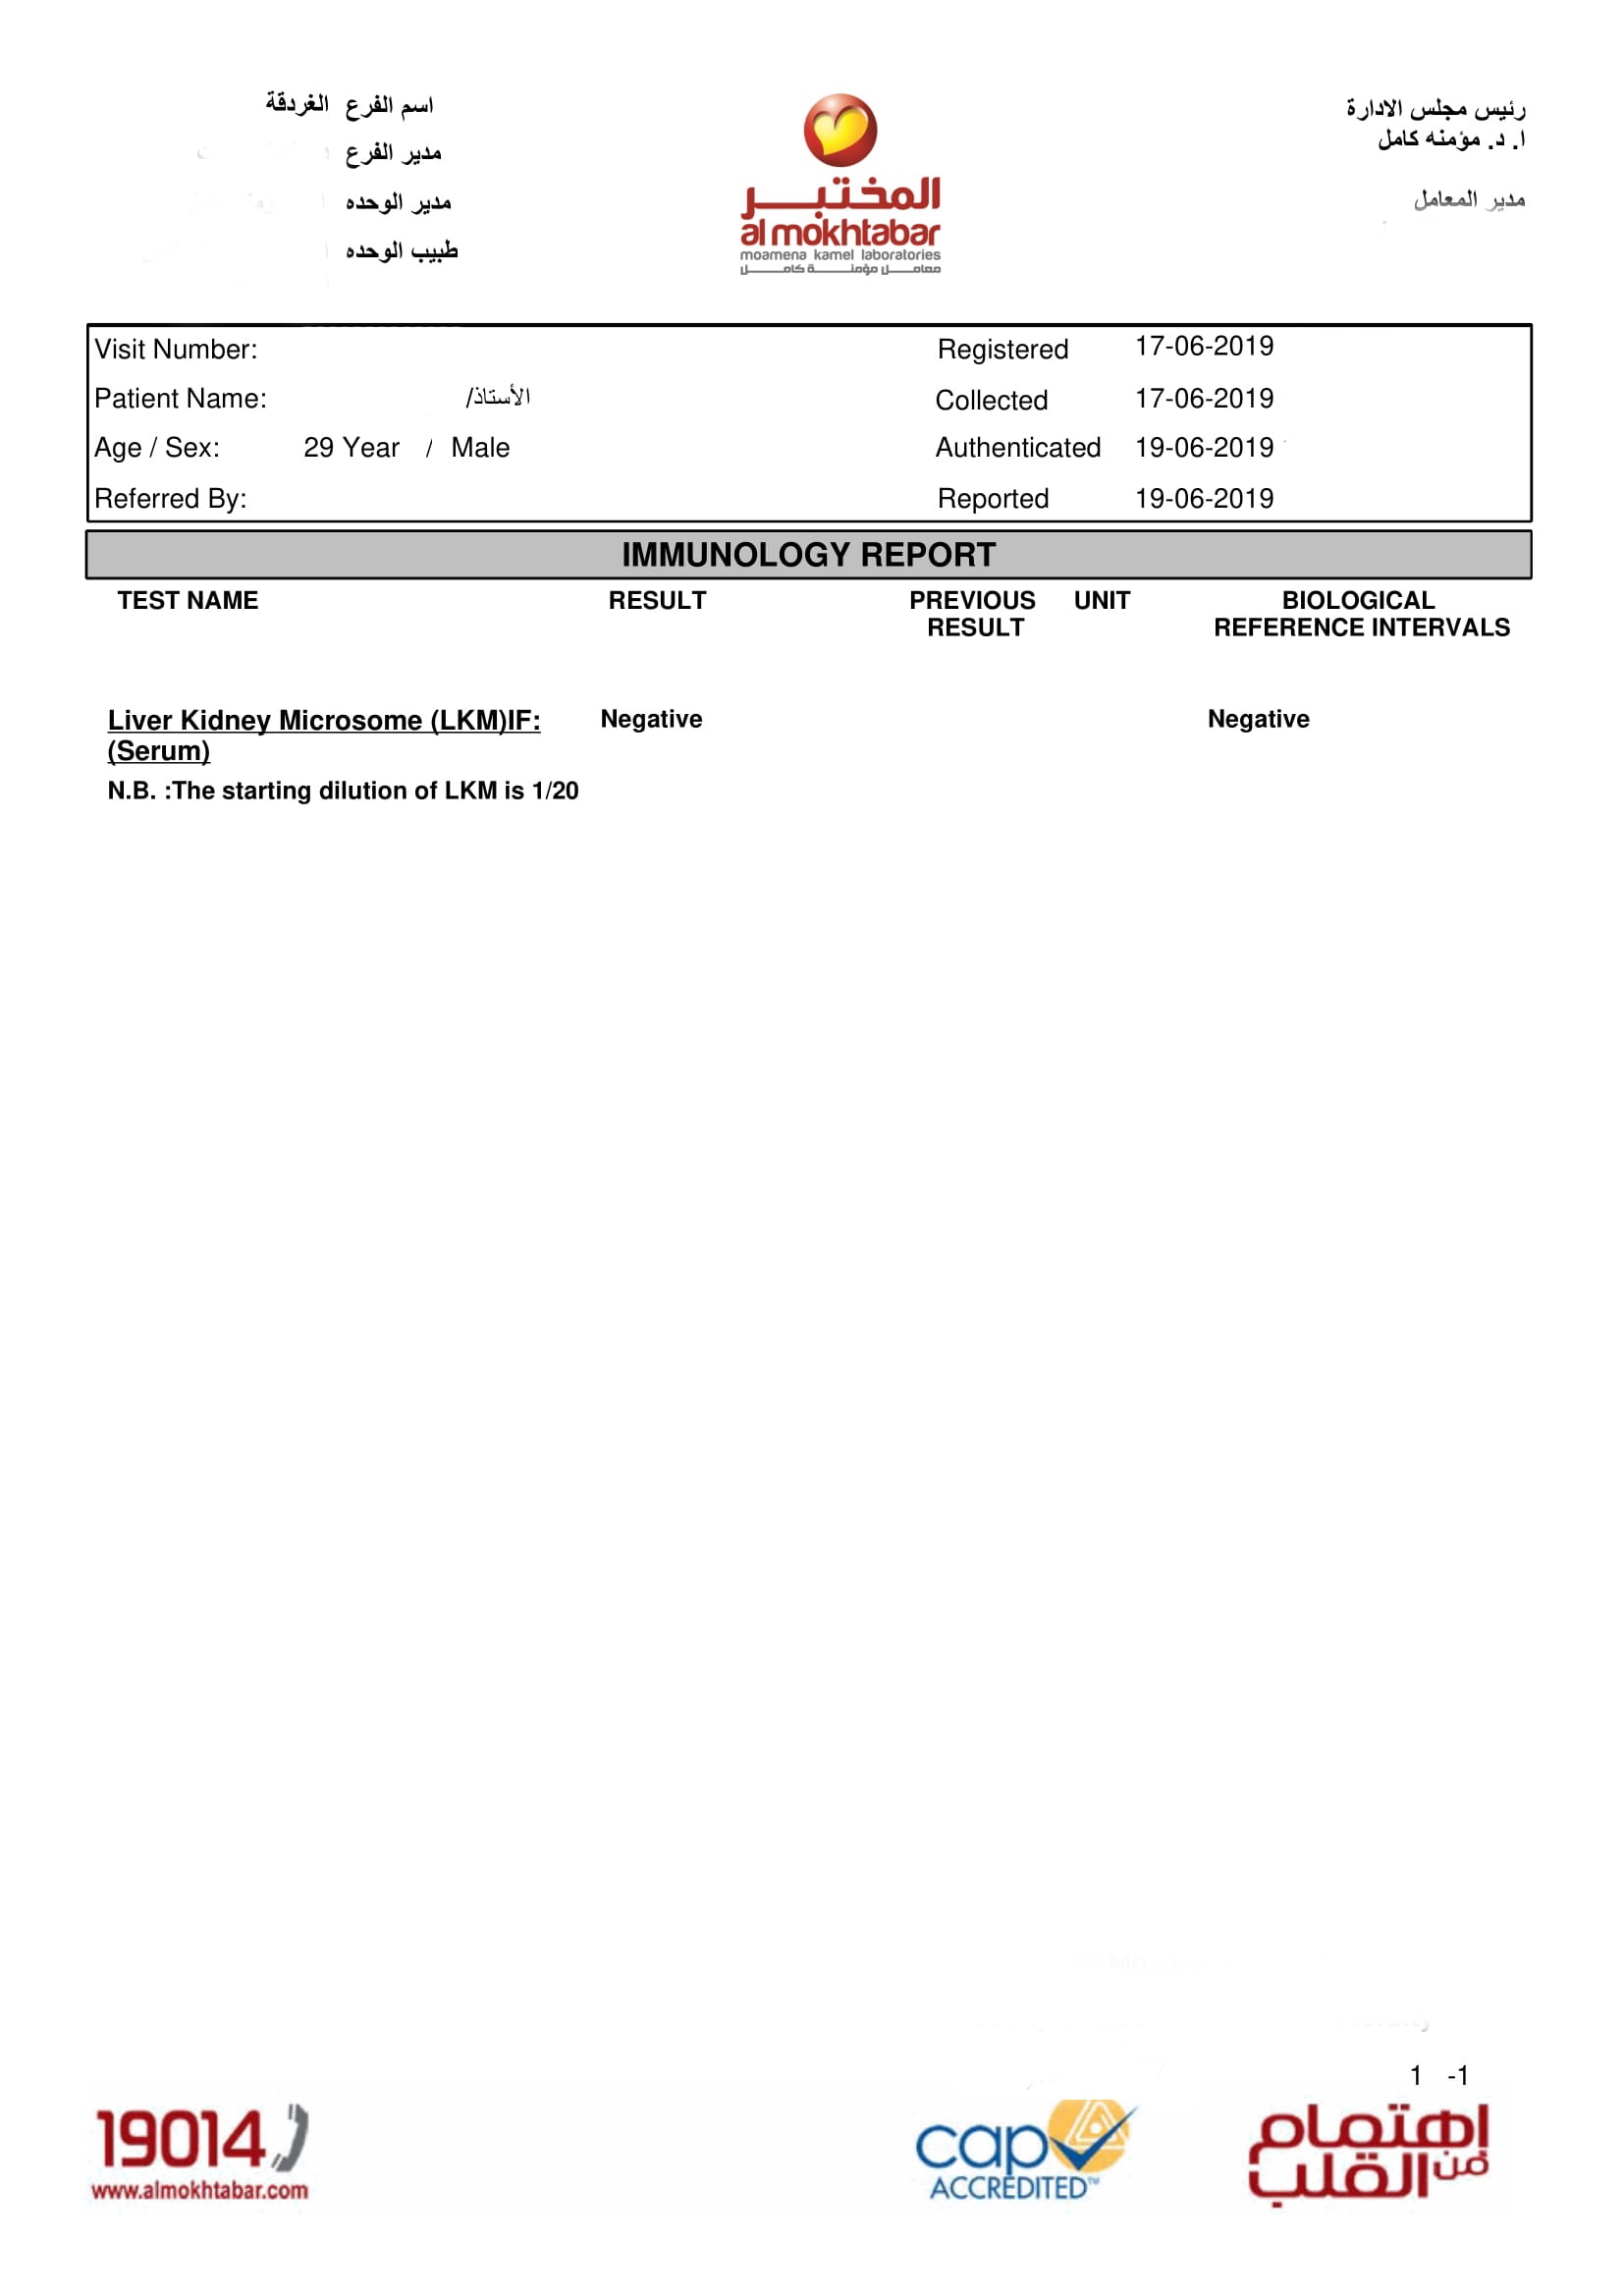 رئيس مجلس الادارة
ا. د. مؤمنه كامل
مدير المعامل
اسم الفرع الغردقة
مدير الفرع
مدير الوحده
طبيب الوحده
المختبر
al mokhtabar
moamena kamel laboratories
معامل مؤمنة كامل
Visit Number:
Registered 17-06-2019
Patient Name: الأستاذ/
Collected 17-06-2019
Age / Sex: 29 Year / Male
Authenticated 19-06-2019
Referred By:
Reported 19-06-2019
IMMUNOLOGY REPORT
TEST NAME RESULT PREVIOUS RESULT UNIT BIOLOGICAL REFERENCE INTERVALS
Liver Kidney Microsome (LKM)IF: Negative Negative
(Serum)
N.B. :The starting dilution of LKM is 1/20
1 -1
19014
www.almokhtabar.com
cap
ACCREDITED™
إهتمام
من القلب